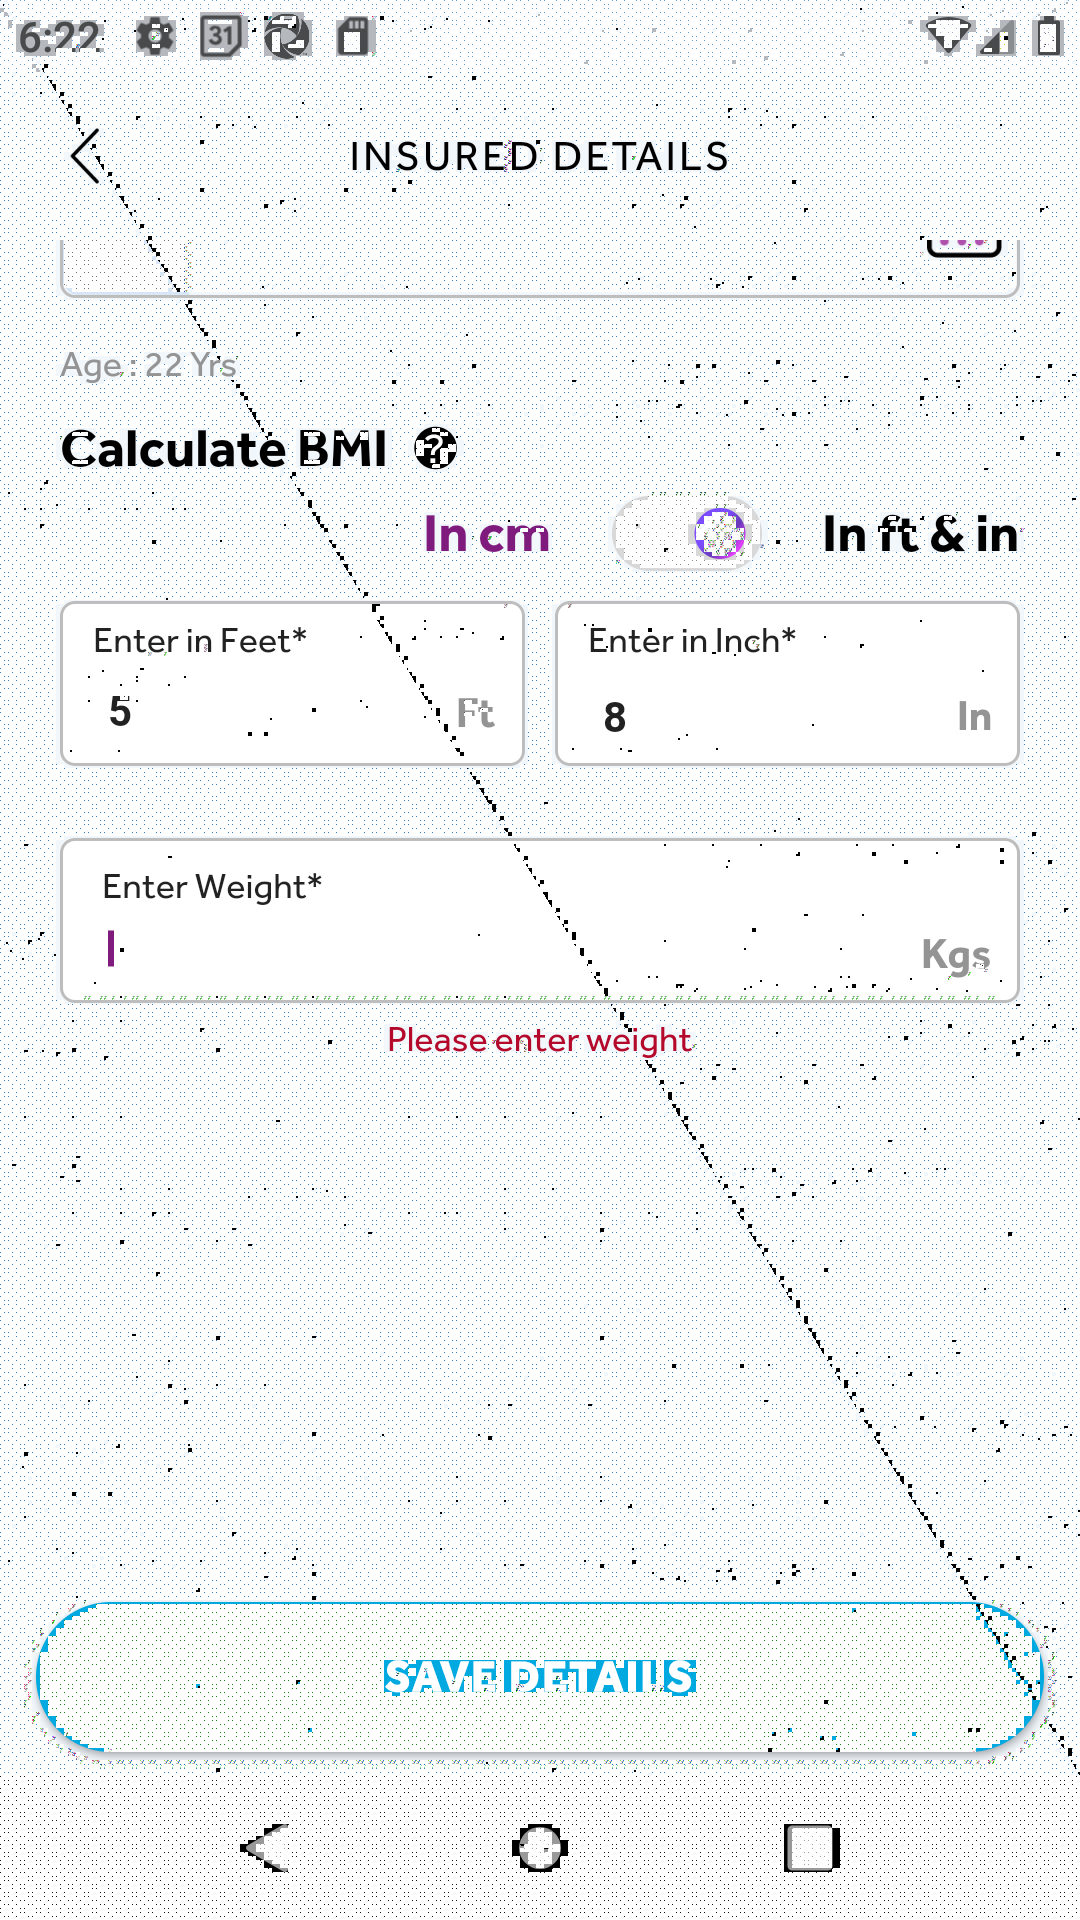 6:22
31
INSURED DETAILS
Age : 22 Yrs
Calculate BMI ?
In cm
In ft & in
Enter in Feet*
Enter in Inch*
5
Ft
8
In
Enter Weight*
Kgs
Please enter weight
SAVE DETAILS